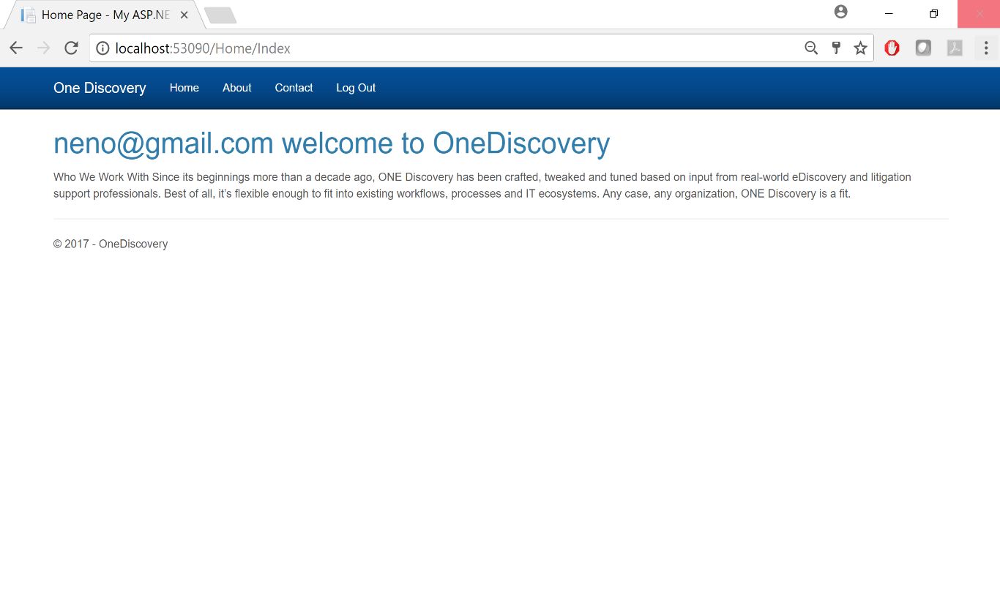 Home Page - My ASP.NE
localhost:53090/Home/Index
One Discovery Home About Contact Log Out
neno@gmail.com welcome to OneDiscovery
Who We Work With Since its beginnings more than a decade ago, ONE Discovery has been crafted, tweaked and tuned based on input from real-world eDiscovery and litigation
support professionals. Best of all, it’s flexible enough to fit into existing workflows, processes and IT ecosystems. Any case, any organization, ONE Discovery is a fit.
© 2017 - OneDiscovery